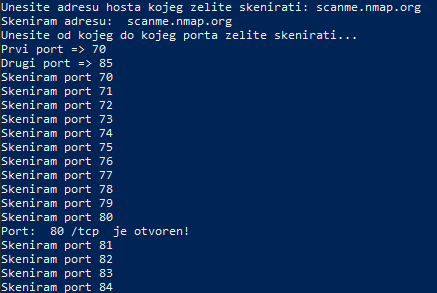 Unesite adresu hosta kojeg zelite skenirati: scanme.nmap.org
Skeniram adresu:  scanme.nmap.org
Unesite od kojeg do kojeg porta zelite skenirati...
Prvi port => 70
Drugi port => 85
Skeniram port 70
Skeniram port 71
Skeniram port 72
Skeniram port 73
Skeniram port 74
Skeniram port 75
Skeniram port 76
Skeniram port 77
Skeniram port 78
Skeniram port 79
Skeniram port 80
Port:  80 /tcp  je otvoren!
Skeniram port 81
Skeniram port 82
Skeniram port 83
Skeniram port 84